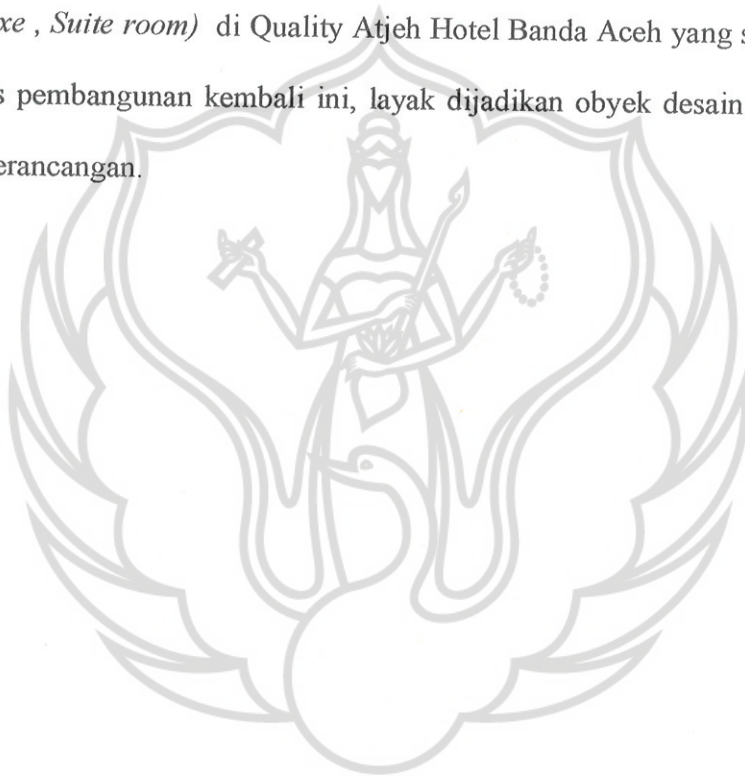 xe , Suite room) di Quality Atjeh Hotel Banda Aceh yang s
s pembangunan kembali ini, layak dijadikan obyek desain
erancangan.